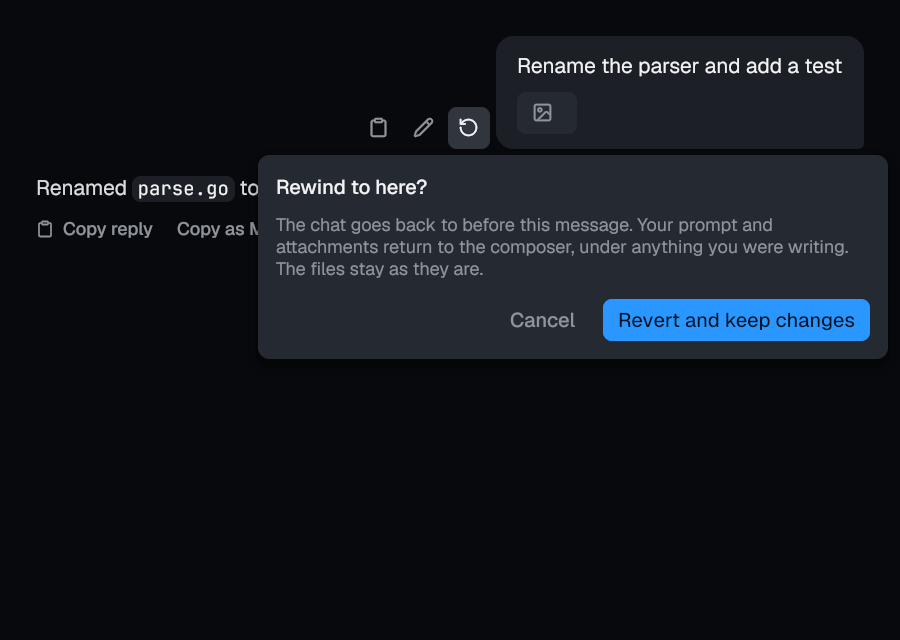 Rename the parser and add a test
Renamed parse.go to
Copy reply Copy as
Rewind to here?
The chat goes back to before this message. Your prompt and
attachments return to the composer, under anything you were writing.
The files stay as they are.
Cancel Revert and keep changes